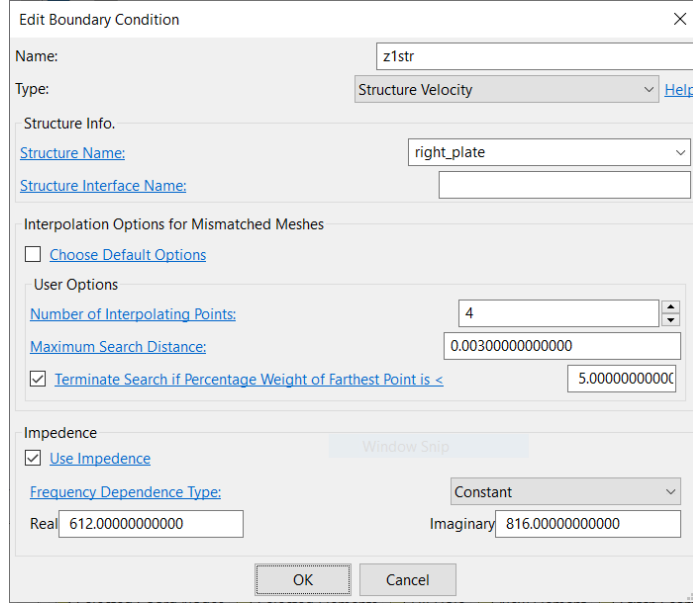 Edit Boundary Condition
Name: z1str
Type: Structure Velocity Help
Structure Info.
Structure Name: right_plate
Structure Interface Name:
Interpolation Options for Mismatched Meshes
Choose Default Options
User Options
Number of Interpolating Points: 4
Maximum Search Distance: 0.00300000000000
Terminate Search if Percentage Weight of Farthest Point is < 5.0000000000
Impedence
Window Snip
Use Impedence
Frequency Dependence Type: Constant
Real 612.00000000000 Imaginary 816.00000000000
OK Cancel